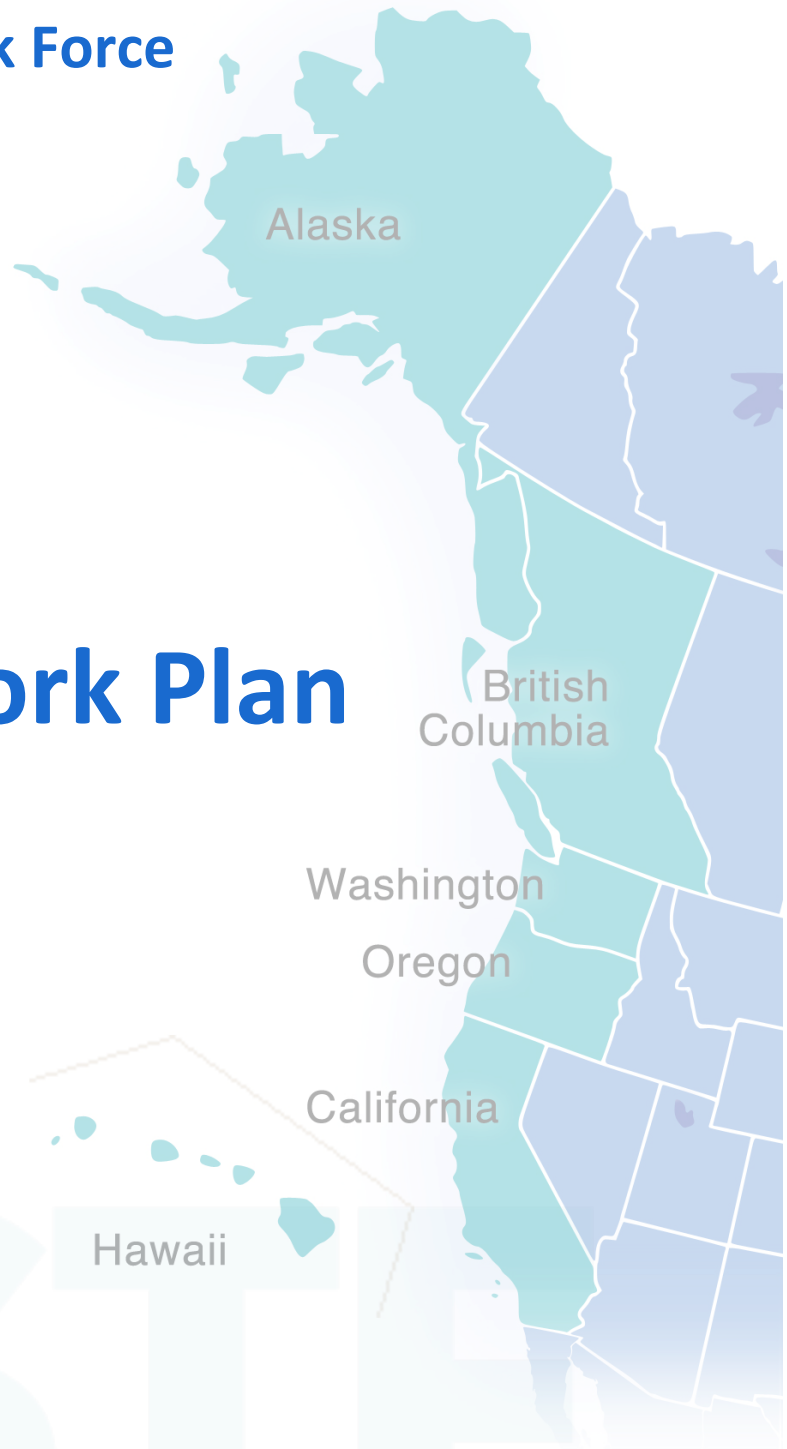 k Force
Alaska
ork Plan
British
Columbia
Washington
Oregon
California
Hawaii